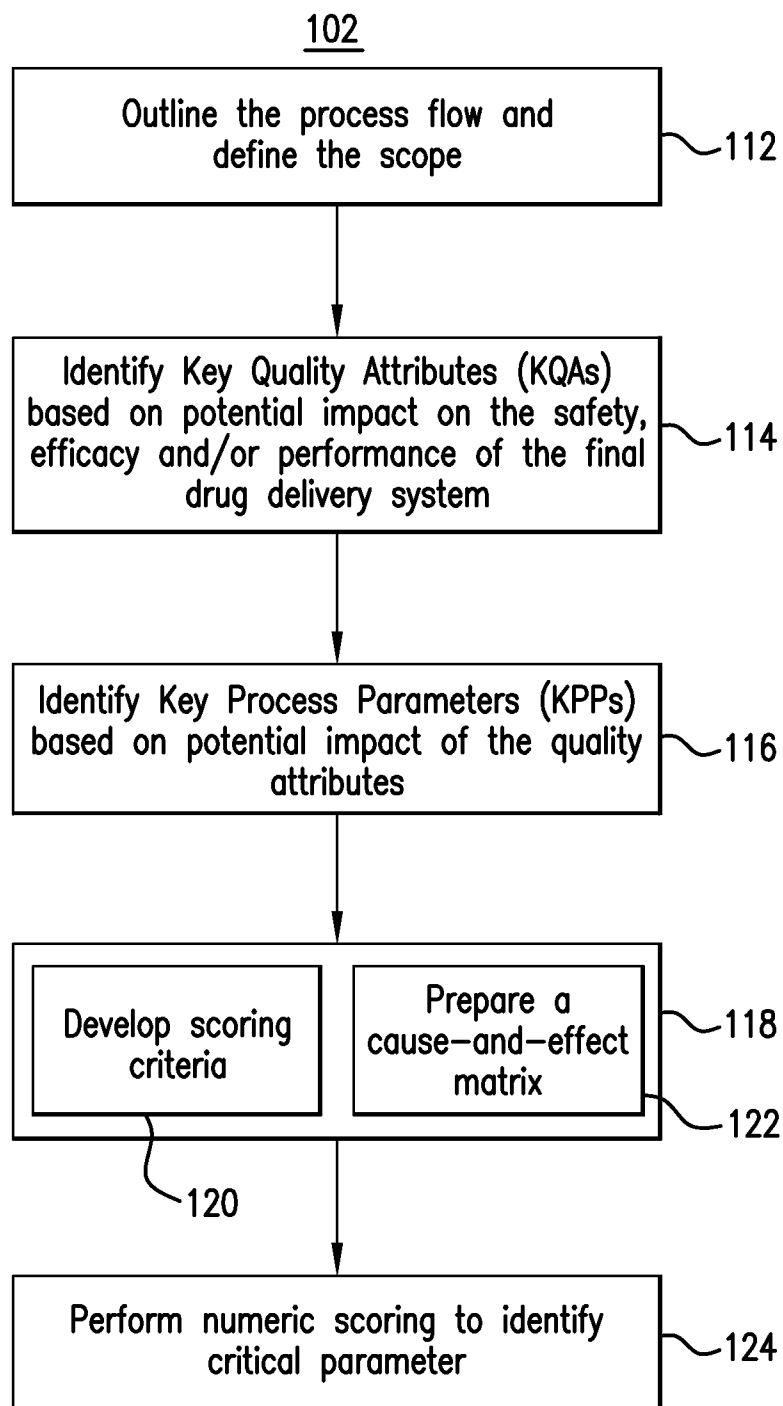 102
Outline the process flow and
define the scope
112
Identify Key Quality Attributes (KQAs)
based on potential impact on the safety,
efficacy and/or performance of the final
drug delivery system
114
Identify Key Process Parameters (KPPs)
based on potential impact of the quality
attributes
116
Develop scoring
criteria
120
Prepare a
cause-and-effect
matrix
122
118
Perform numeric scoring to identify
critical parameter
124